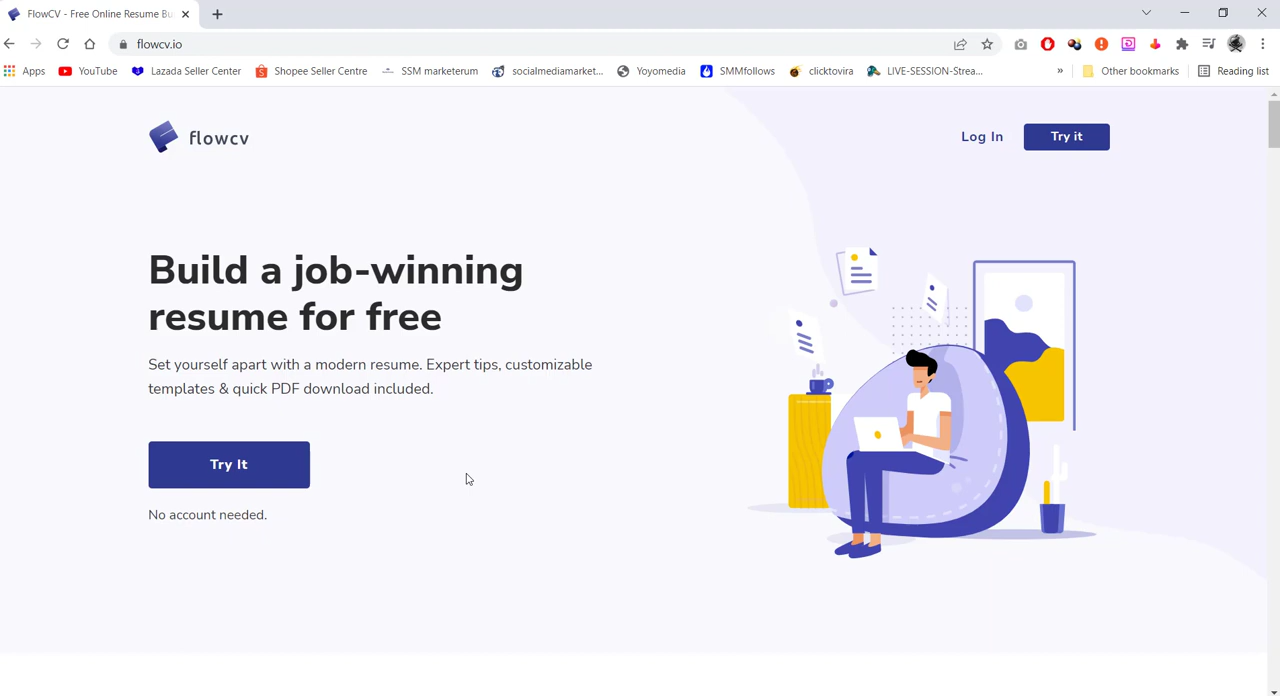 FlowCV - Free Online Resume Bu
flowcv.io
Apps
YouTube
Lazada Seller Center
Shopee Seller Centre
SSM marketerum
socialmediamarket...
Yoyomedia
SMMfollows
clicktovira
LIVE-SESSION-Strea...
»
Other bookmarks
Reading list
flowcv
Log In
Try it
Build a job-winning
resume for free
Set yourself apart with a modern resume. Expert tips, customizable
templates & quick PDF download included.
Try It
No account needed.